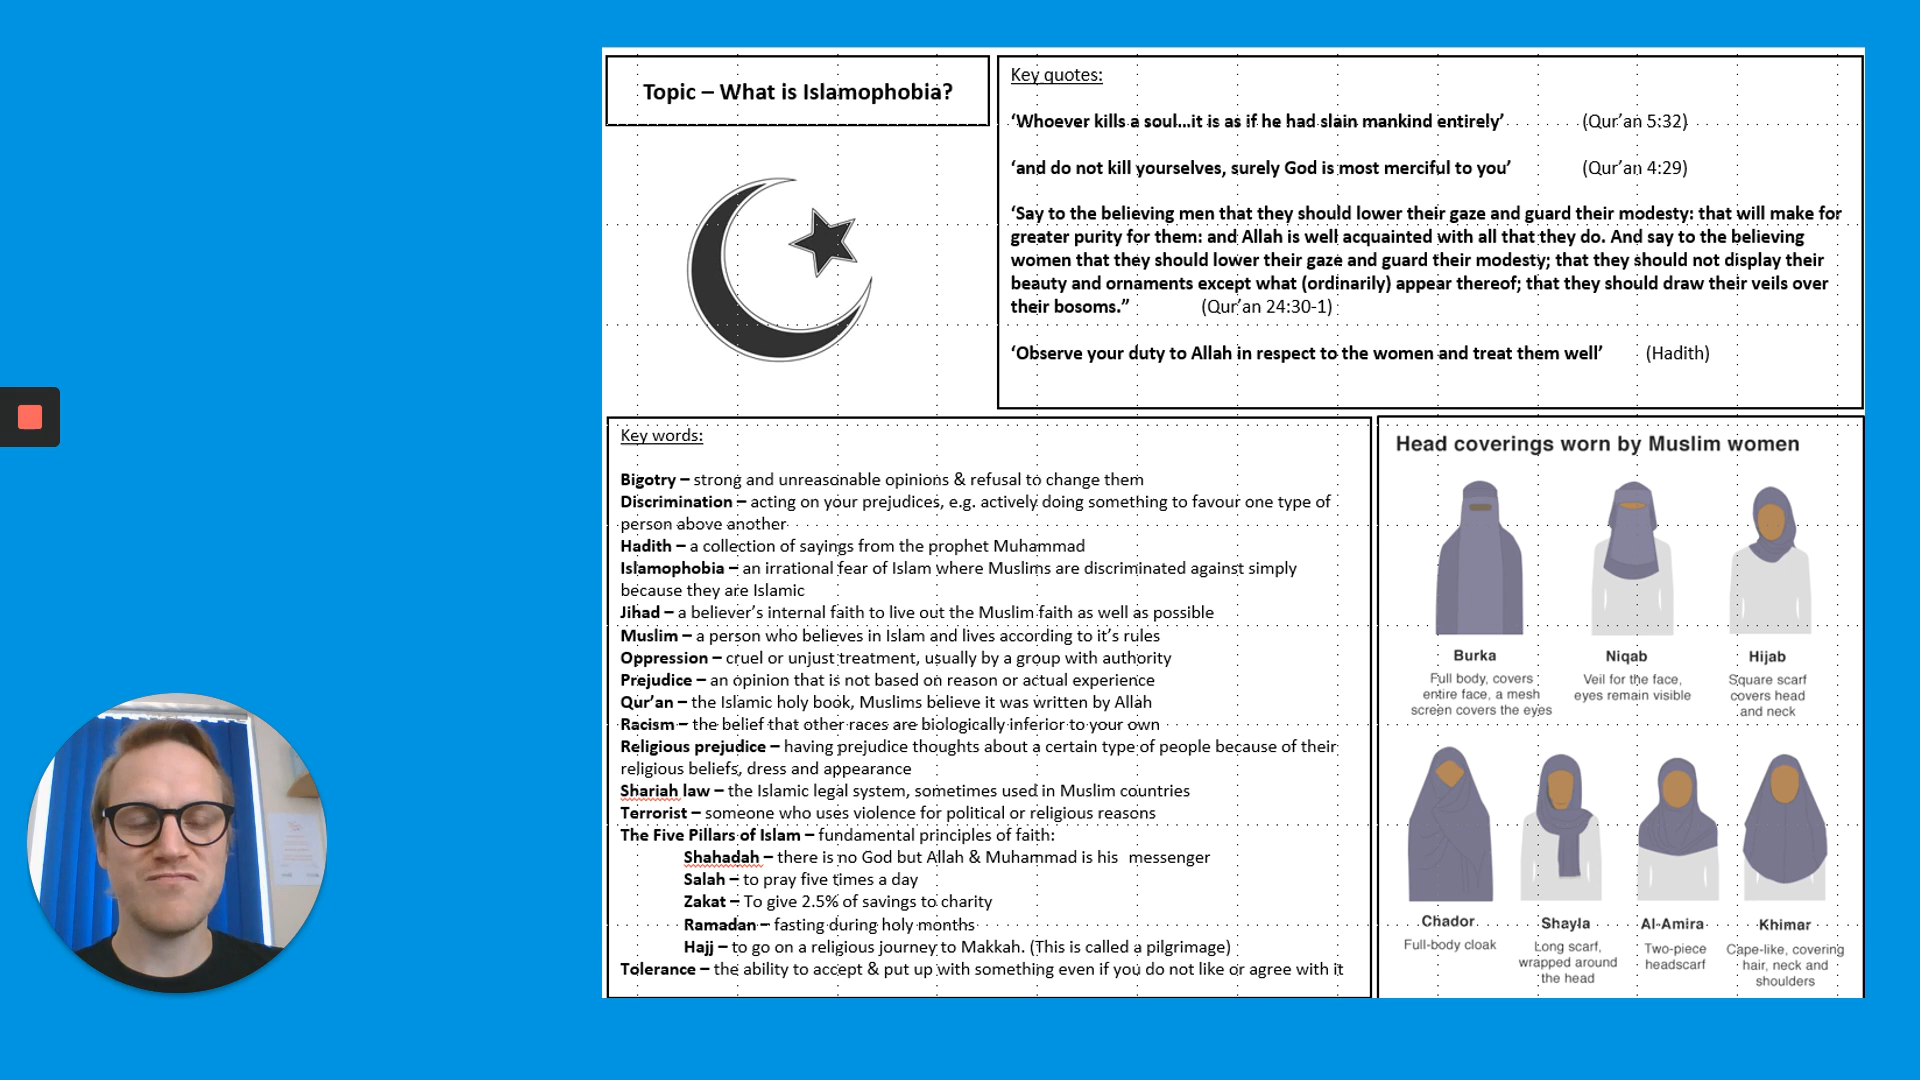 Topic – What is Islamophobia?
Key quotes:
‘Whoever kills a soul...it is as if he had slain mankind entirely’ (Qur’an 5:32)
‘and do not kill yourselves, surely God is most merciful to you’ (Qur’an 4:29)
‘Say to the believing men that they should lower their gaze and guard their modesty: that will make for
greater purity for them: and Allah is well acquainted with all that they do. And say to the believing
women that they should lower their gaze and guard their modesty; that they should not display their
beauty and ornaments except what (ordinarily) appear thereof; that they should draw their veils over
their bosoms.” (Qur’an 24:30-1)
‘Observe your duty to Allah in respect to the women and treat them well’ (Hadith)
Key words:
Bigotry – strong and unreasonable opinions & refusal to change them
Discrimination – acting on your prejudices, e.g. actively doing something to favour one type of
person above another
Hadith – a collection of sayings from the prophet Muhammad
Islamophobia – an irrational fear of Islam where Muslims are discriminated against simply
because they are Islamic
Jihad – a believer’s internal faith to live out the Muslim faith as well as possible
Muslim – a person who believes in Islam and lives according to it’s rules
Oppression – cruel or unjust treatment, usually by a group with authority
Prejudice – an opinion that is not based on reason or actual experience
Qur’an – the Islamic holy book, Muslims believe it was written by Allah
Racism – the belief that other races are biologically inferior to your own
Religious prejudice – having prejudice thoughts about a certain type of people because of their
religious beliefs, dress and appearance
Shariah law – the Islamic legal system, sometimes used in Muslim countries
Terrorist – someone who uses violence for political or religious reasons
The Five Pillars of Islam – fundamental principles of faith:
Shahadah – there is no God but Allah & Muhammad is his messenger
Salah – to pray five times a day
Zakat – To give 2.5% of savings to charity
Ramadan – fasting during holy months
Hajj – to go on a religious journey to Makkah. (This is called a pilgrimage)
Tolerance – the ability to accept & put up with something even if you do not like or agree with it
Head coverings worn by Muslim women
Burka
Full body, covers
entire face, a mesh
screen covers the eyes
Niqab
Veil for the face,
eyes remain visible
Hijab
Square scarf
covers head
and neck
Chador
Full-body cloak
Shayla
Long scarf,
wrapped around
the head
Al-Amira
Two-piece
headscarf
Khimar
Cape-like, covering
hair, neck and
shoulders